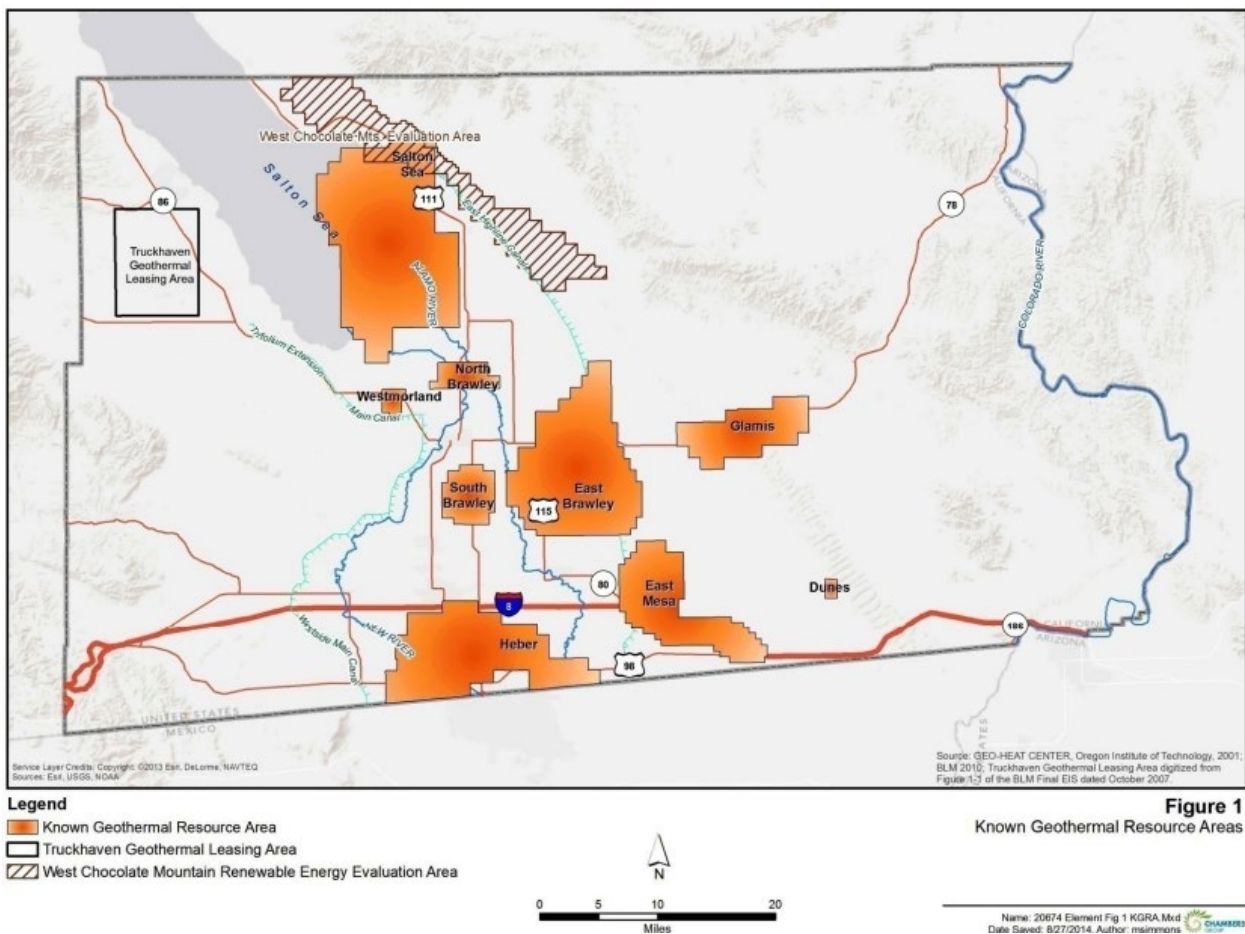 West Chocolate Mts. Evaluation Area
Salton
Sea
Salton Sea
111
86
78
East Highline Canal
ARIZONA
CALIFORNIA
Truckhaven
Geothermal
Leasing Area
ALAMO RIVER
COLORADO RIVER
Trifolium Extension
North
Brawley
Westmorland
Main Canal
Glamis
South
Brawley
East
Brawley
115
80
East
Mesa
Dunes
8
Westside Main Canal
NEW RIVER
Heber
98
186
CALIFORNIA
ARIZONA
UNITED STATES
MEXICO
Service Layer Credits: Copyright: ©2013 Esri, DeLorme, NAVTEQ
Sources: Esri, USGS, NOAA
Source: GEO-HEAT CENTER, Oregon Institute of Technology, 2001;
BLM 2010; Truckhaven Geothermal Leasing Area digitized from
Figure 1-1 of the BLM Final EIS dated October 2007.
Legend
Known Geothermal Resource Area
Truckhaven Geothermal Leasing Area
West Chocolate Mountain Renewable Energy Evaluation Area
N
0 5 10 20
Miles
Figure 1
Known Geothermal Resource Areas
Name: 20674 Element Fig 1 KGRA.Mxd
Date Saved: 8/27/2014, Author: msimmons
CHAMBERS
GROUP